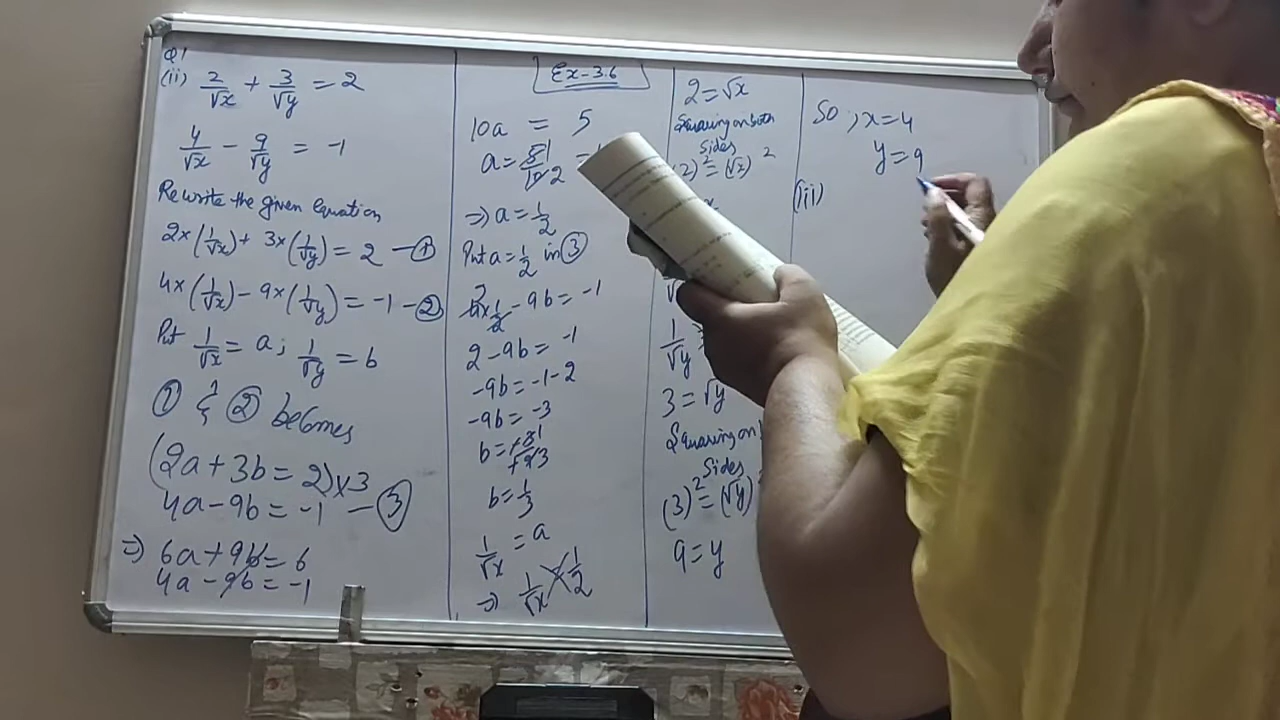 Q1
(ii) 2/√x + 3/√y = 2
4/√x - 9/√y = -1
Rewrite the given Equation
2×(1/√x) + 3×(1/√y) = 2 —①
4×(1/√x) - 9×(1/√y) = -1 —②
Put 1/√x = a ; 1/√y = b
① & ② becomes
(2a + 3b = 2)×3
4a - 9b = -1 —③
⇒ 6a + 9b = 6
4a - 9b = -1
Ex-3.6
10a = 5
a = 5 1/10 2
⇒ a = 1/2
Put a = 1/2 in ③
2 4×1/2 - 9b = -1
2 - 9b = -1
-9b = -1-2
-9b = -3
b = +3 1/+9 3
b = 1/3
1/√x = a
⇒ 1/√x 1/2
2 = √x
Squaring on both
sides
2)² = (√x)²
1/√y
3 = √y
Squaring on
Sides
(3)² = (√y)
9 = y
So, x = 4
y = 9
(iii)